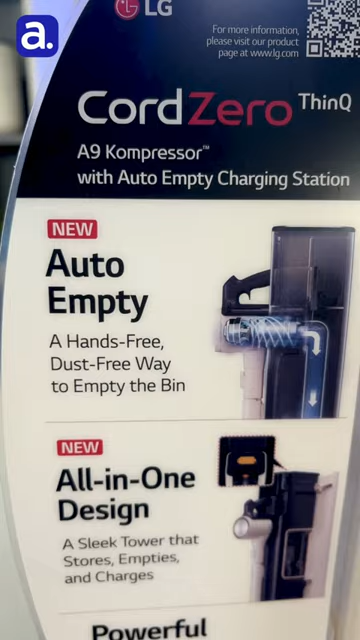 a.
LG
For more information,
please visit our product
page at www.lg.com
CordZero ThinQ
A9 Kompressor™
with Auto Empty Charging Station
NEW
Auto
Empty
A Hands-Free,
Dust-Free Way
to Empty the Bin
NEW
All-in-One
Design
A Sleek Tower that
Stores, Empties,
and Charges
Powerful